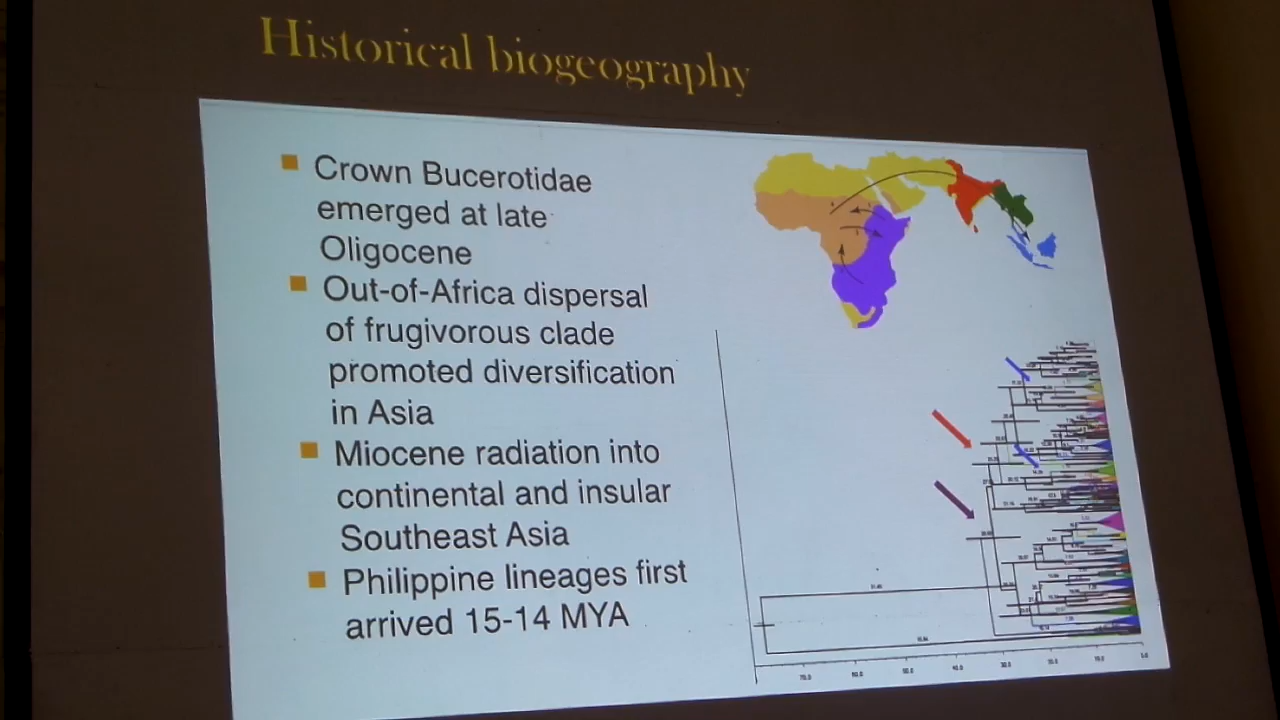 Historical biogeography
Crown Bucerotidae
emerged at late
Oligocene
Out-of-Africa dispersal
of frugivorous clade
promoted diversification
in Asia
Miocene radiation into
continental and insular
Southeast Asia
Philippine lineages first
arrived 15-14 MYA